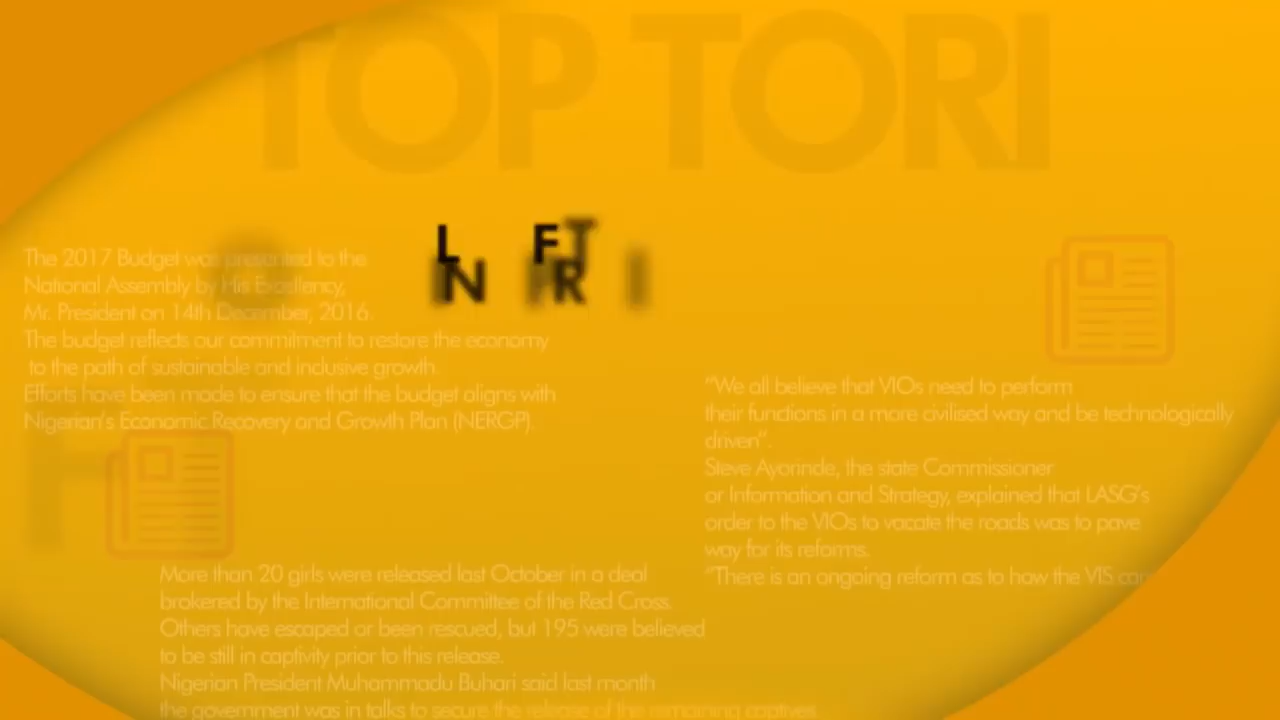 TOP TORI
L FT
N R I
The 2017 Budget was presented to the
National Assembly by His Excellency,
Mr. President on 14th December, 2016.
The budget reflects our commitment to restore the economy
to the path of sustainable and inclusive growth.
Efforts have been made to ensure that the budget aligns with
Nigerian's Economic Recovery and Growth Plan (NERGP).
"We all believe that VIOs need to perform
their functions in a more civilised way and be technologically
driven".
Steve Ayorinde, the state Commissioner
or Information and Strategy, explained that LASG's
order to the VIOs to vacate the roads was to pave
way for its reforms.
"There is an ongoing reform as to how the VIS can
More than 20 girls were released last October in a deal
brokered by the International Committee of the Red Cross.
Others have escaped or been rescued, but 195 were believed
to be still in captivity prior to this release.
Nigerian President Muhammadu Buhari said last month
the government was in talks to secure the release of the remaining captives.